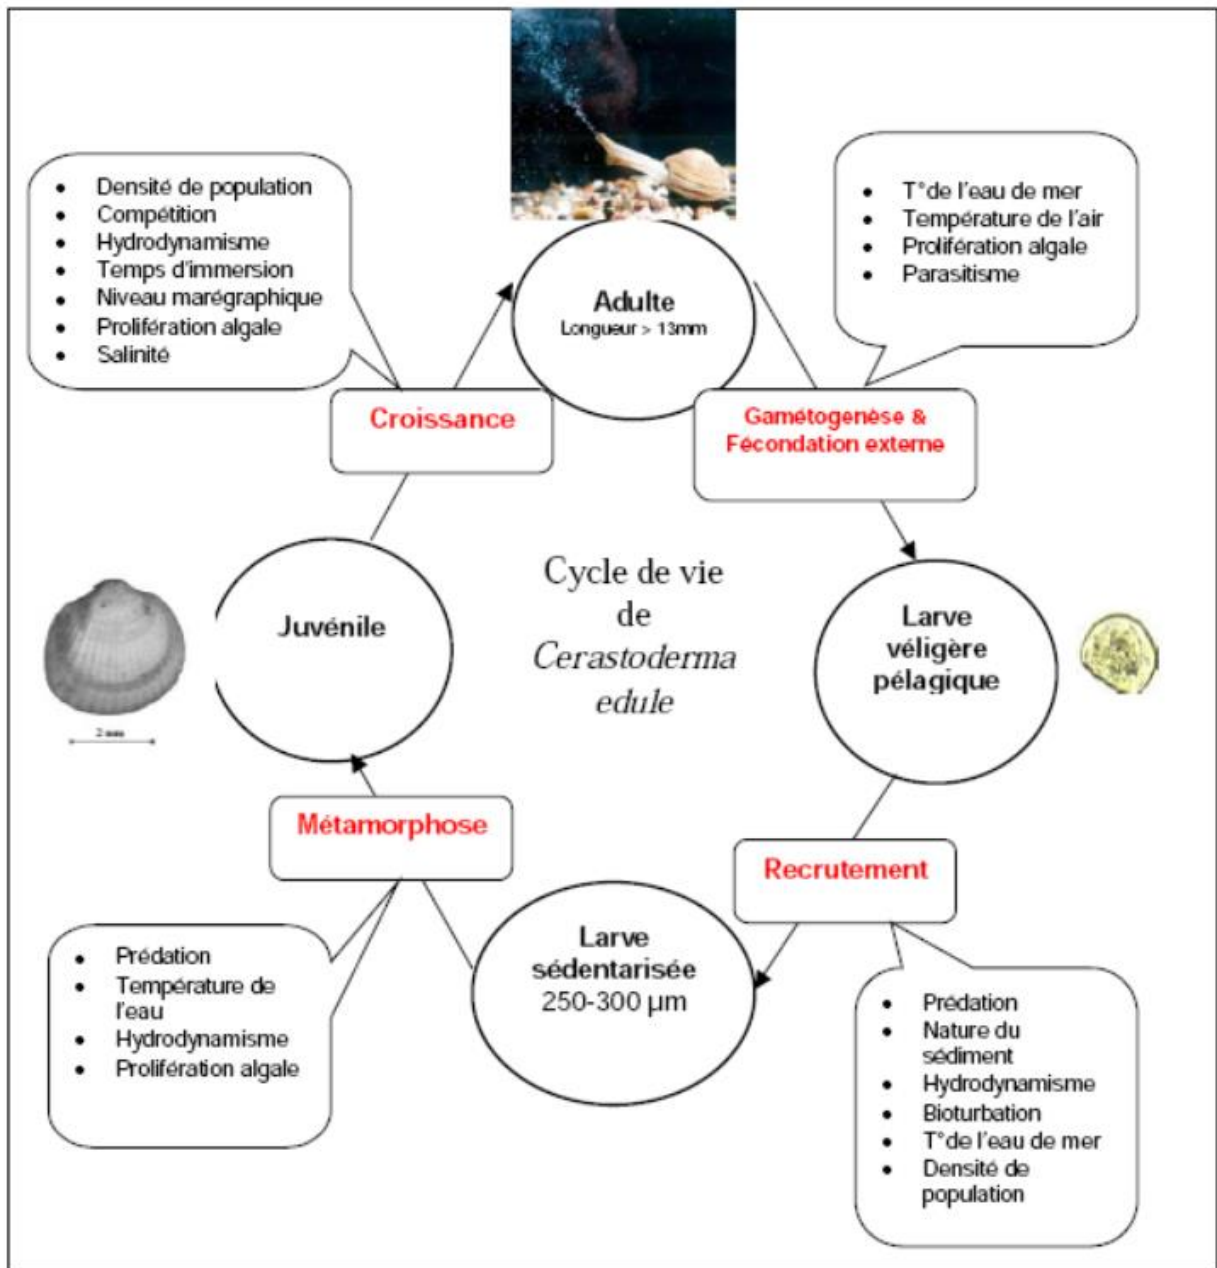 Densité de population
Compétition
Hydrodynamisme
Temps d'immersion
Niveau marégraphique
Prolifération algale
Salinité
T°de l'eau de mer
Température de l'air
Prolifération algale
Parasitisme
Adulte
Longueur > 13mm
Croissance
Gamétogenèse &
Fécondation externe
Cycle de vie
de
Cerastoderma
edule
Juvénile
Larve
véligère
pélagique
2 mm
Métamorphose
Recrutement
Larve
sédentarisée
250-300 µm
Prédation
Température de
l'eau
Hydrodynamisme
Prolifération algale
Prédation
Nature du
sédiment
Hydrodynamisme
Bioturbation
T°de l'eau de mer
Densité de
population